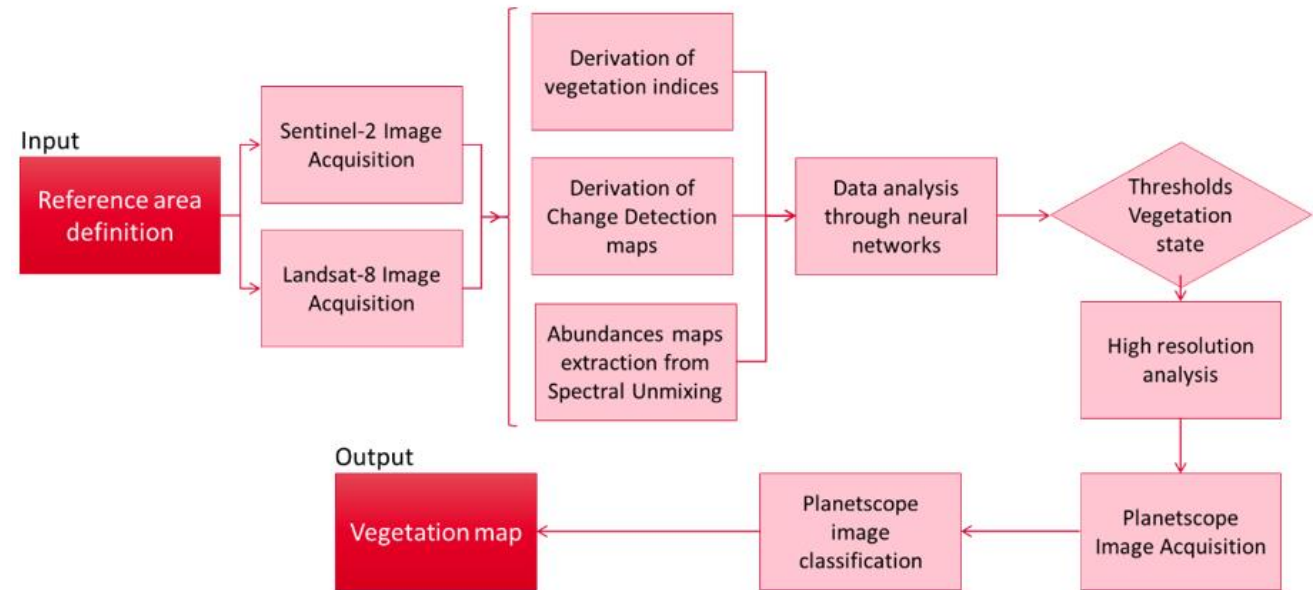 Input
Reference area
definition
Sentinel-2 Image
Acquisition
Landsat-8 Image
Acquisition
Derivation of
vegetation indices
Derivation of
Change Detection
maps
Abundances maps
extraction from
Spectral Unmixing
Data analysis
through neural
networks
Thresholds
Vegetation
state
High resolution
analysis
Planetscope
Image Acquisition
Planetscope
image
classification
Output
Vegetation map